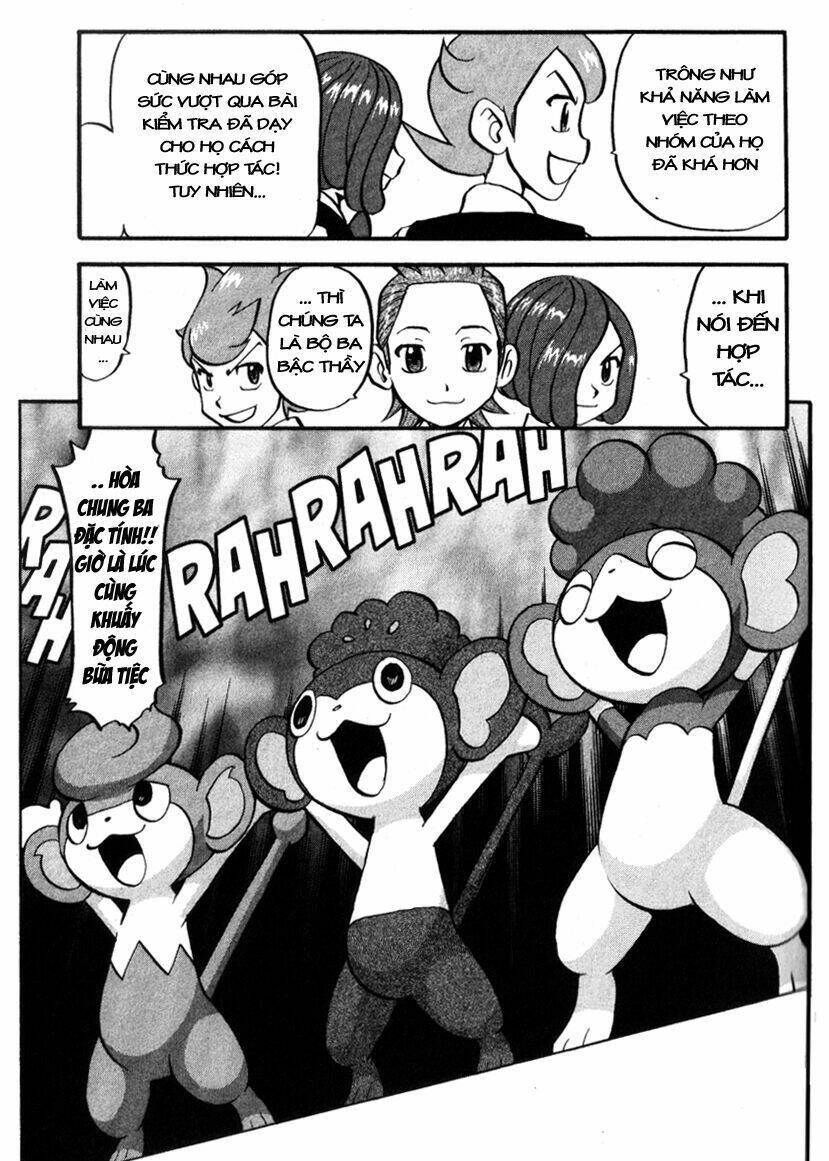 TRÔNG NHƯ
KHẢ NĂNG LÀM
VIỆC THEO
NHÓM CỦA HỌ
ĐÃ KHÁ HƠN
CÙNG NHAU GÓP
SỨC VƯỢT QUA BÀI
KIỂM TRA ĐÃ DẠY
CHO HỌ CÁCH
THỨC HỢP TÁC!
TUY NHIÊN...
... KHI
NÓI ĐẾN
HỢP
TÁC...
... THÌ
CHÚNG TA
LÀ BỘ BA
BẬC THẦY
LÀM
VIỆC
CÙNG
NHAU
...
.. HÒA
CHUNG BA
ĐẶC TÍNH!!
GIỜ LÀ LÚC
CÙNG
KHUẤY
ĐỘNG
BỮA TIỆC
RAHRAHRAH
RAH